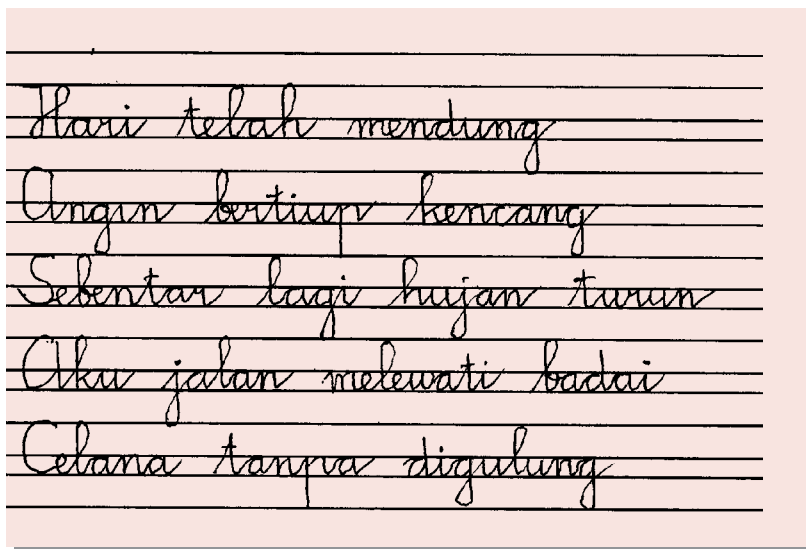 Hari telah mendung
Angin bertiup kencang
Sebentar lagi hujan turun
Aku jalan melewati badai
Celana tanpa digulung